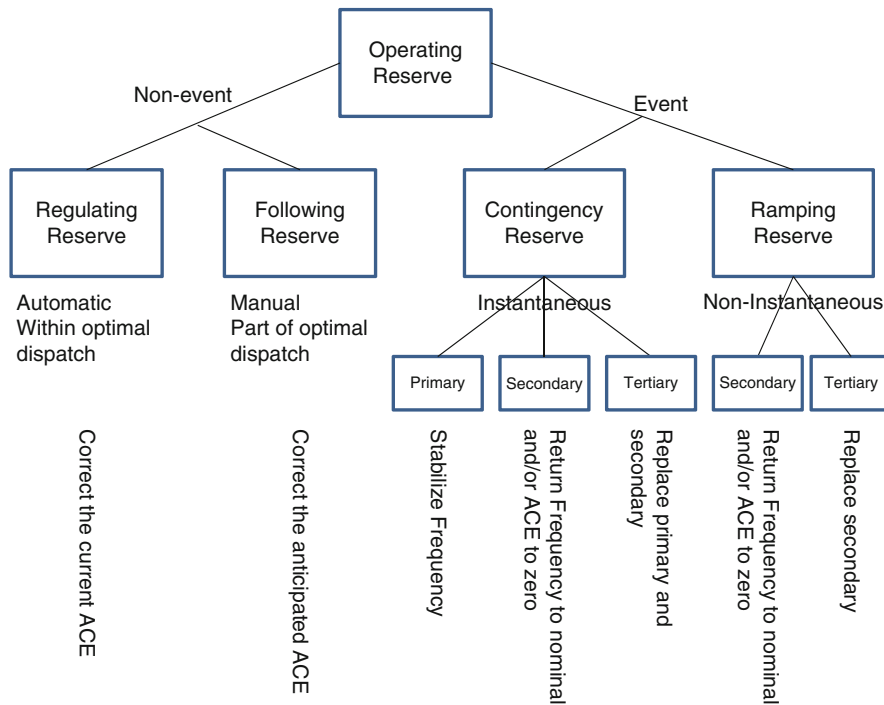 Operating
Reserve
Non-event
Event
Regulating
Reserve
Following
Reserve
Contingency
Reserve
Ramping
Reserve
Automatic
Within optimal
dispatch
Manual
Part of optimal
dispatch
Instantaneous
Non-Instantaneous
Primary
Secondary
Tertiary
Secondary
Tertiary
Correct the current ACE
Correct the anticipated ACE
Stabilize Frequency
Return Frequency to nominal
and/or ACE to zero
Replace primary and
secondary
Return Frequency to nominal
and/or ACE to zero
Replace secondary